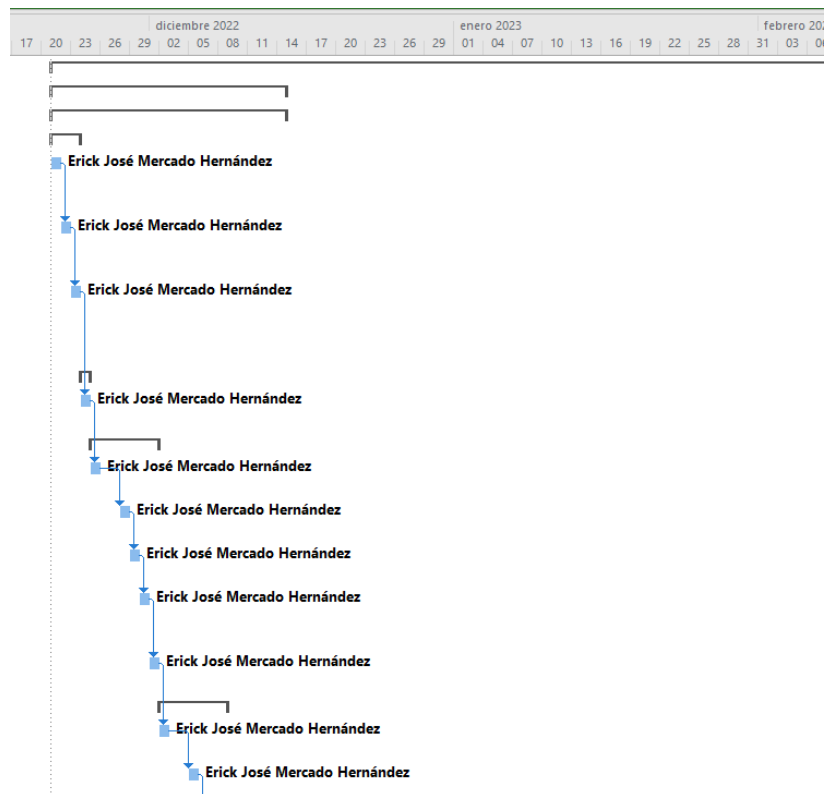 diciembre 2022 enero 2023 febrero 202
17 20 23 26 29 02 05 08 11 14 17 20 23 26 29 01 04 07 10 13 16 19 22 25 28 31 03 06
Erick José Mercado Hernández
Erick José Mercado Hernández
Erick José Mercado Hernández
Erick José Mercado Hernández
Erick José Mercado Hernández
Erick José Mercado Hernández
Erick José Mercado Hernández
Erick José Mercado Hernández
Erick José Mercado Hernández
Erick José Mercado Hernández
Erick José Mercado Hernández